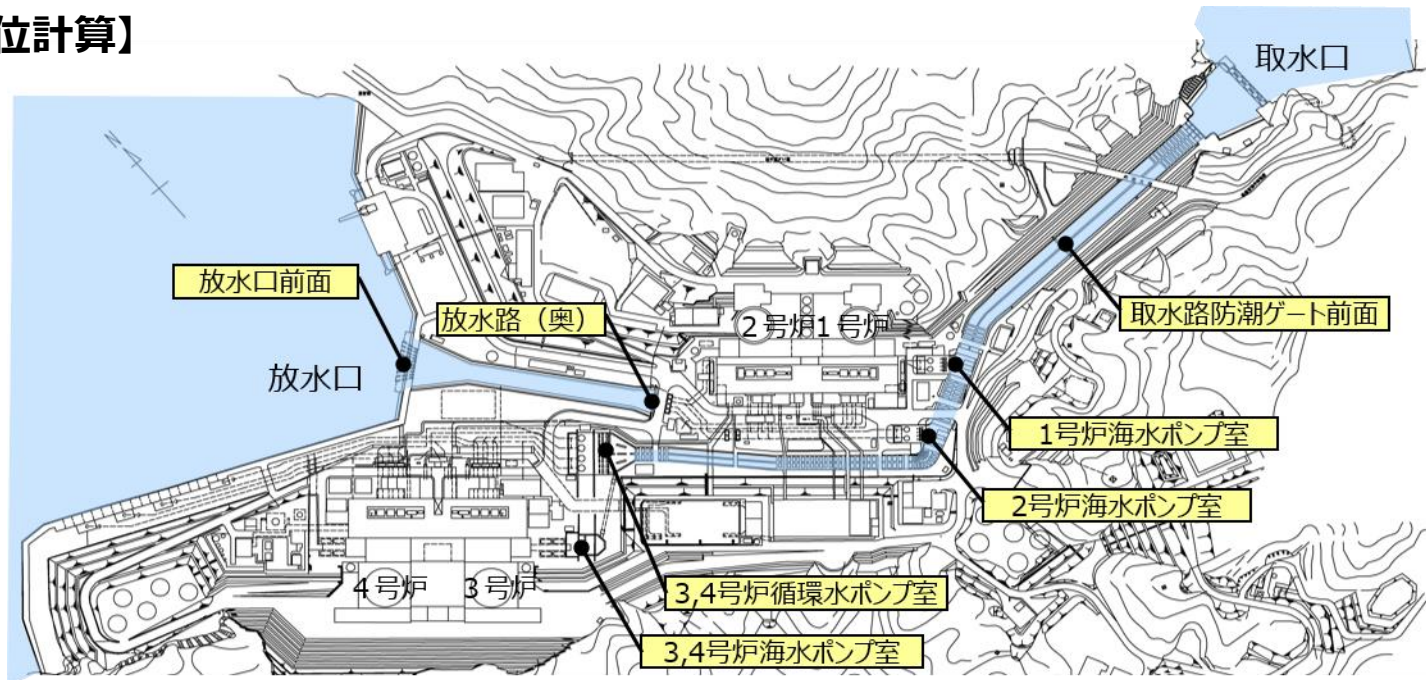 位計算】
取水口
放水口前面
放水路（奥）
２号炉1号炉
取水路防潮ゲート前面
放水口
1号炉海水ポンプ室
2号炉海水ポンプ室
４号炉
３号炉
3,4号炉循環水ポンプ室
3,4号炉海水ポンプ室